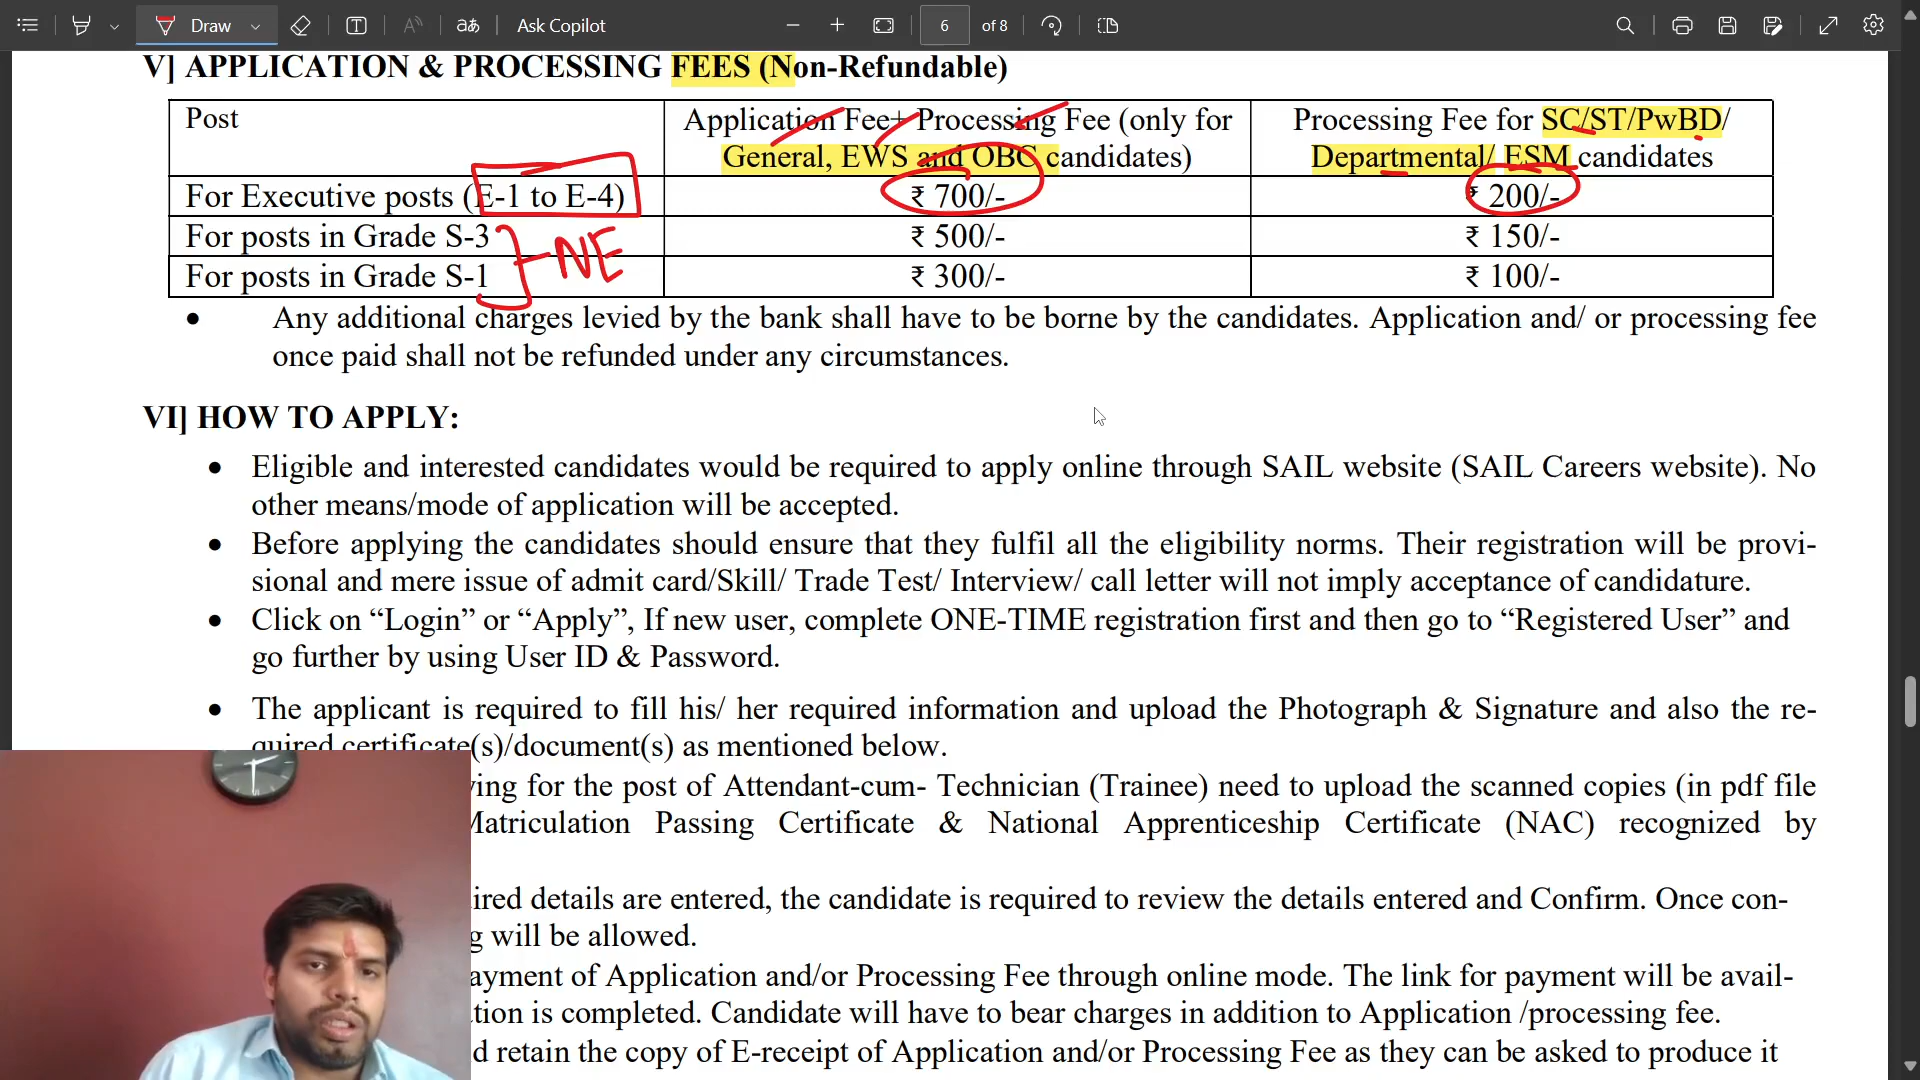 Draw
Ask Copilot
6 of 8
V] APPLICATION & PROCESSING FEES (Non-Refundable)
Post
Application Fee+ Processing Fee (only for
General, EWS and OBC candidates)
Processing Fee for SC/ST/PwBD/
Departmental/ ESM candidates
For Executive posts (E-1 to E-4) ₹ 700/- ₹ 200/-
For posts in Grade S-3 ₹ 500/- ₹ 150/-
NE
For posts in Grade S-1 ₹ 300/- ₹ 100/-
● Any additional charges levied by the bank shall have to be borne by the candidates. Application and/ or processing fee
once paid shall not be refunded under any circumstances.
VI] HOW TO APPLY:
● Eligible and interested candidates would be required to apply online through SAIL website (SAIL Careers website). No
other means/mode of application will be accepted.
● Before applying the candidates should ensure that they fulfil all the eligibility norms. Their registration will be provi-
sional and mere issue of admit card/Skill/ Trade Test/ Interview/ call letter will not imply acceptance of candidature.
● Click on “Login” or “Apply”, If new user, complete ONE-TIME registration first and then go to “Registered User” and
go further by using User ID & Password.
● The applicant is required to fill his/ her required information and upload the Photograph & Signature and also the re-
quired certificate(s)/document(s) as mentioned below.
ying for the post of Attendant-cum- Technician (Trainee) need to upload the scanned copies (in pdf file
Matriculation Passing Certificate & National Apprenticeship Certificate (NAC) recognized by
ired details are entered, the candidate is required to review the details entered and Confirm. Once con-
g will be allowed.
ayment of Application and/or Processing Fee through online mode. The link for payment will be avail-
tion is completed. Candidate will have to bear charges in addition to Application /processing fee.
d retain the copy of E-receipt of Application and/or Processing Fee as they can be asked to produce it